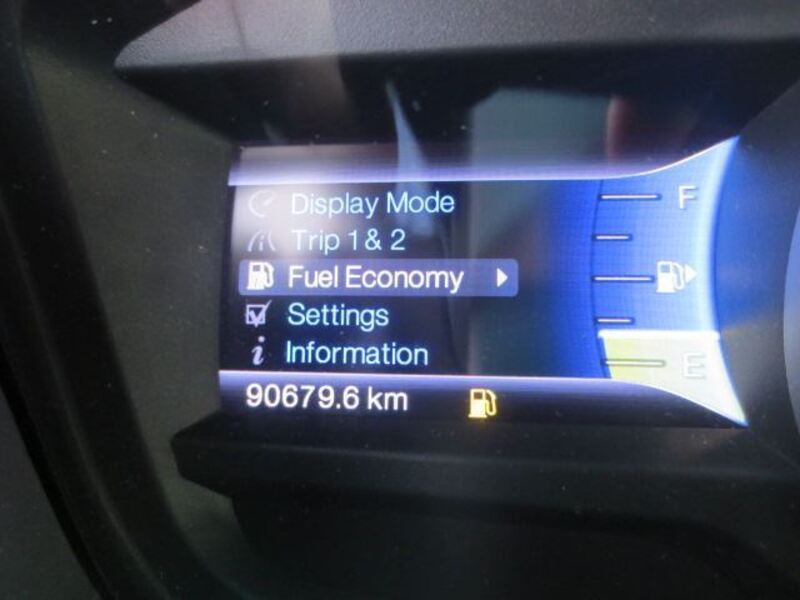 Display Mode
Trip 1 & 2
Fuel Economy
Settings
Information
90679.6 km
F
E